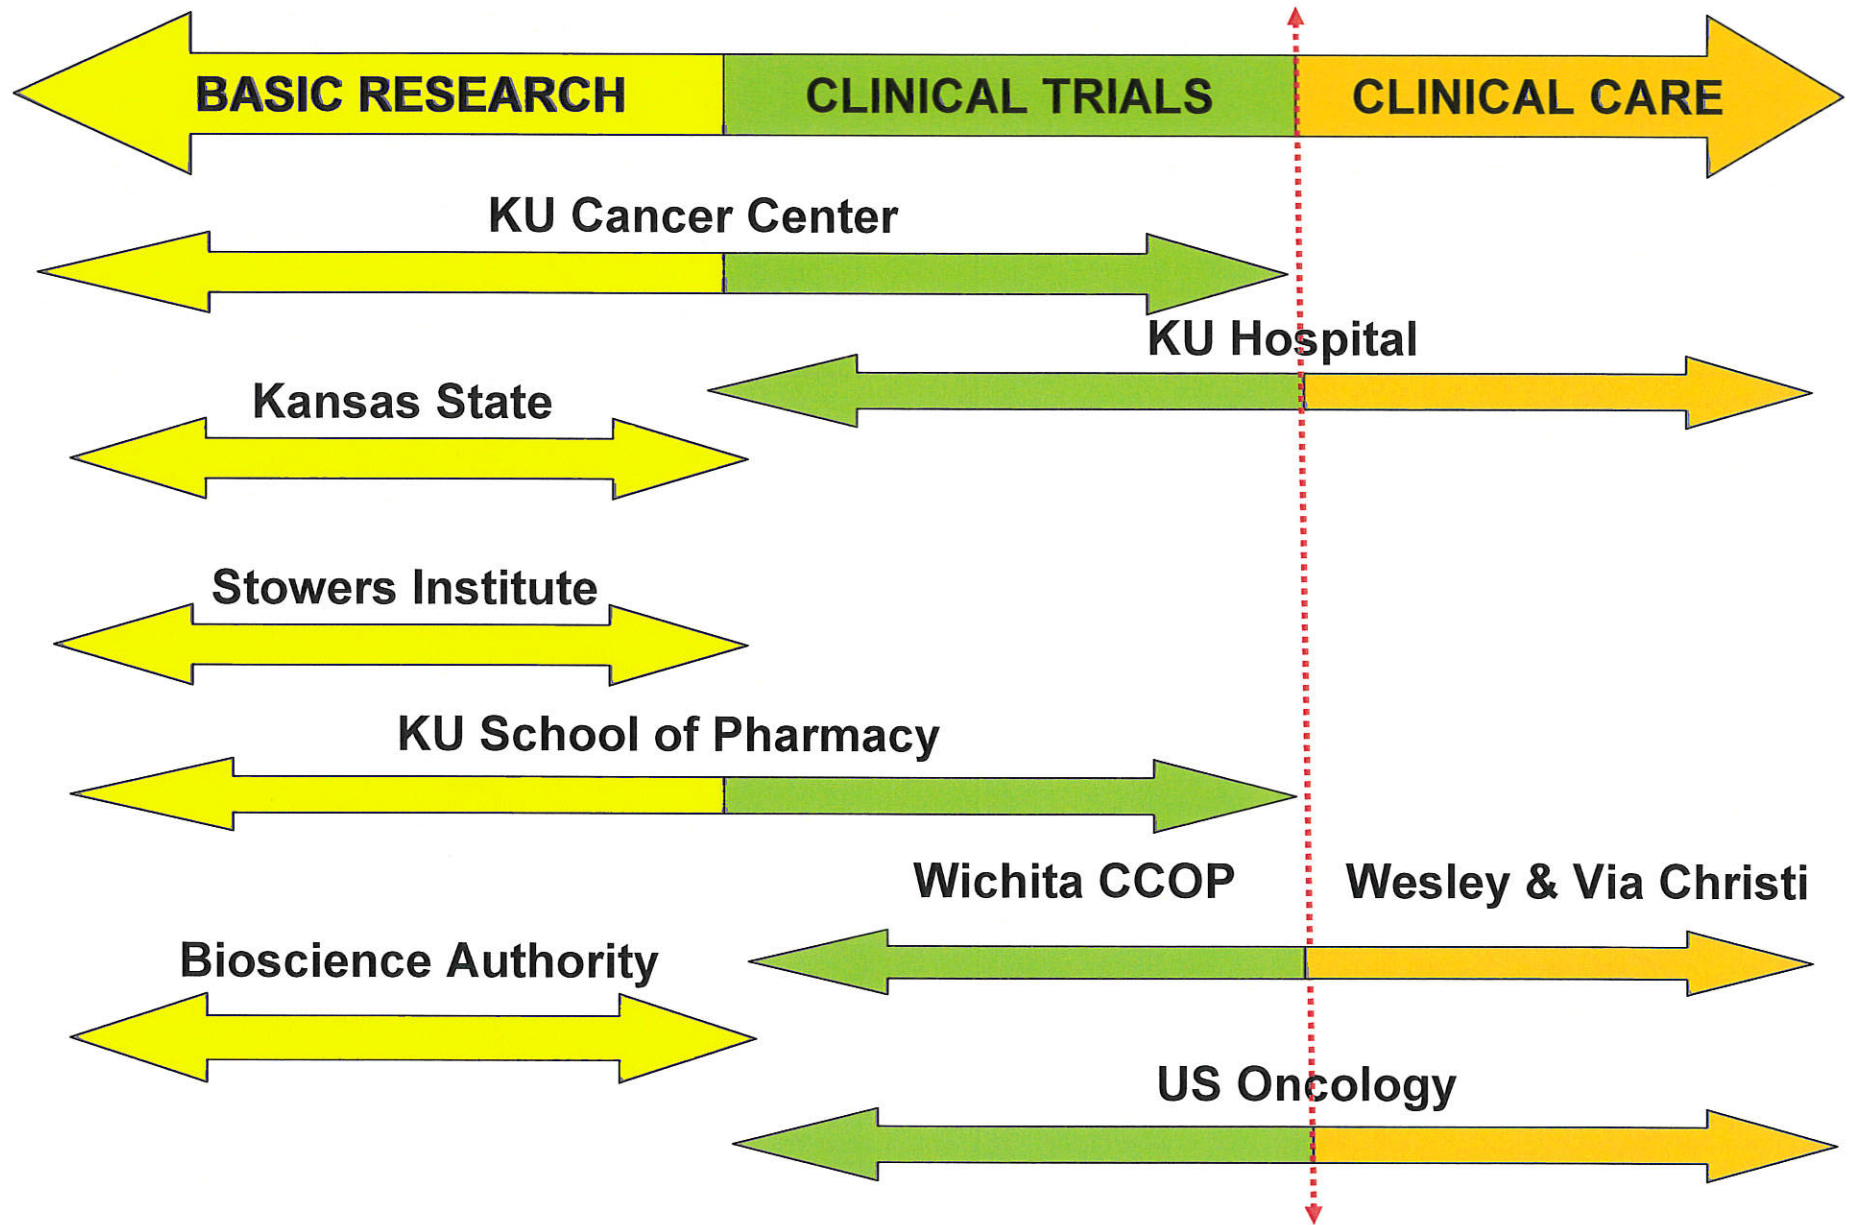 BASIC RESEARCH
CLINICAL TRIALS
CLINICAL CARE
KU Cancer Center
KU Hospital
Kansas State
Stowers Institute
KU School of Pharmacy
Wichita CCOP
Wesley & Via Christi
Bioscience Authority
US Oncology